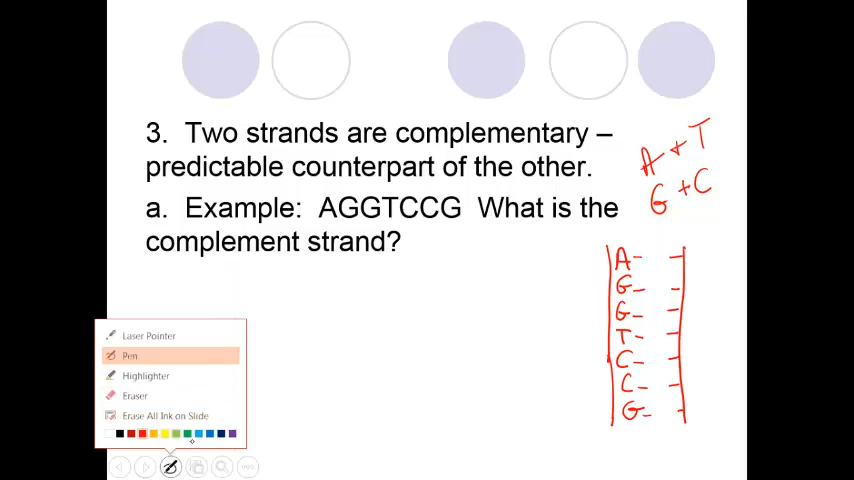 3. Two strands are complementary –
predictable counterpart of the other.
a. Example: AGGTCCG What is the
complement strand?
A + T
G + C
A-
G-
G-
T-
C-
C-
G-
Laser Pointer
Pen
Highlighter
Eraser
Erase All Ink on Slide